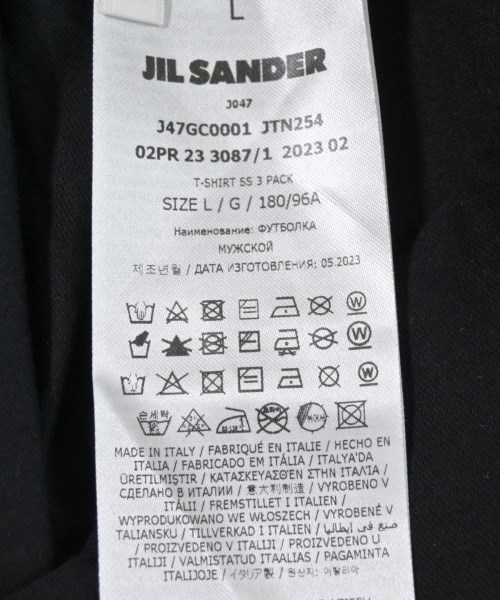 L
JIL SANDER
J047
J47GC0001 JTN254
02PR 23 3087/1 2023 02
T-SHIRT SS 3 PACK
SIZE L / G / 180/96A
Наименование: ФУТБОЛКА
МУЖСКОЙ
제조년월 / ДАТА ИЗГОТОВЛЕНИЯ: 05.2023
손세탁
MADE IN ITALY / FABRIQUÉ EN ITALIE / HECHO EN
ITALIA / FABRICADO EM ITÁLIA / ITALYA'DA
ÜRETILMIŞTIR / ΚΑΤΑΣΚΕΥΑΣΘΈΝ ΣΤΗΝ ΙΤΑΛΊΑ /
СДЕЛАНО В ИТАЛИИ / 意大利制造 / VYROBENO V
ITÁLII / FREMSTILLET I ITALIEN /
WYPRODUKOWANO WE WŁOSZECH / VYROBENÉ V
TALIANSKU / TILLVERKAD I ITALIEN / صنع في إيطاليا
/ PROIZVEDENO V ITALIJI / PROIZVEDENO U
ITALIJI / VALMISTATUD ITAALIAS / PAGAMINTA
ITALIJOJE / イタリア製 / 원산지: 이탈리아